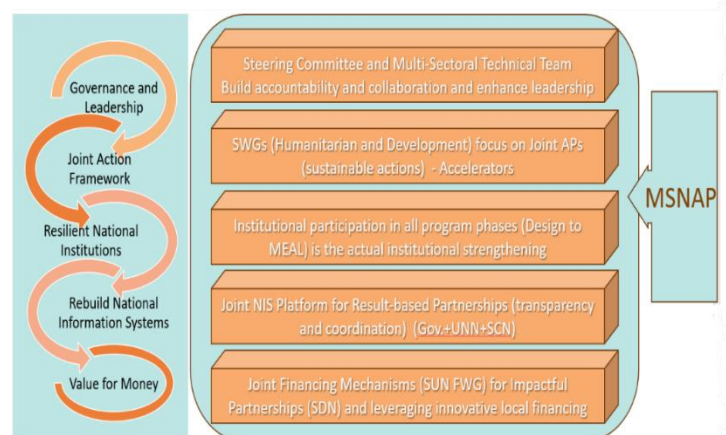 Governance and
Leadership
Joint Action
Framework
Resilient National
Institutions
Rebuild National
Information Systems
Value for Money
Steering Committee and Multi-Sectoral Technical Team
Build accountability and collaboration and enhance leadership
SWGs (Humanitarian and Development) focus on Joint APs
(sustainable actions) - Accelerators
Institutional participation in all program phases (Design to
MEAL) is the actual institutional strengthening
Joint NIS Platform for Result-based Partnerships (transparency
and coordination) (Gov.+UNN+SCN)
Joint Financing Mechanisms (SUN FWG) for Impactful
Partnerships (SDN) and leveraging innovative local financing
MSNAP